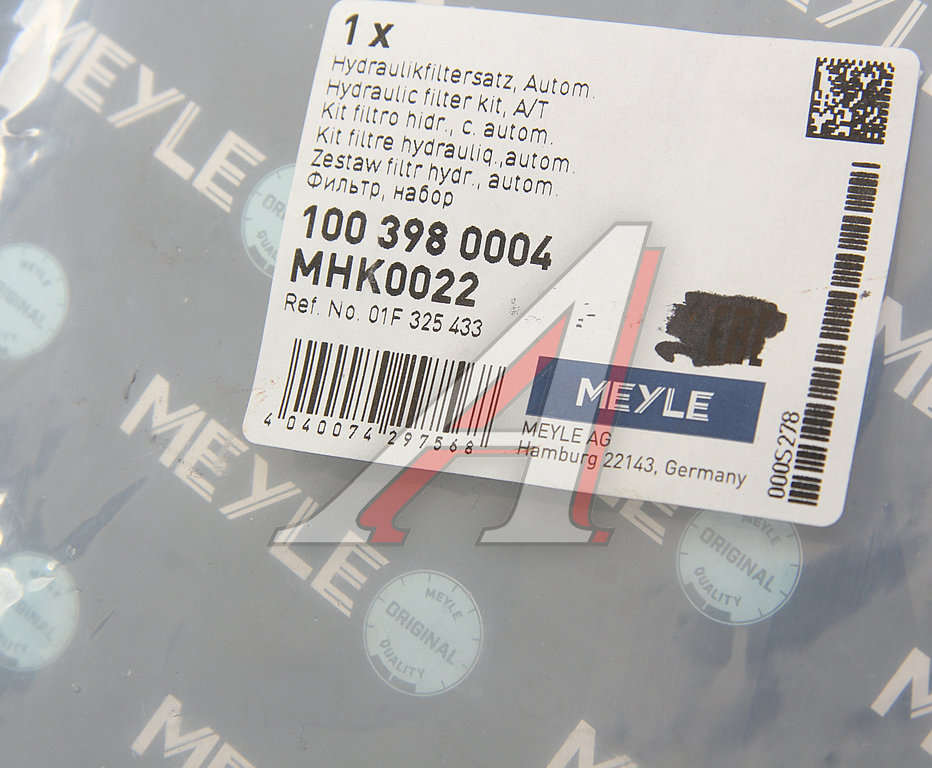 1 x
Hydraulikfiltersatz, Autom.
Hydraulic filter kit, A/T
Kit filtro hidr., c. autom.
Kit filtre hydrauliq.,autom.
Zestaw filtr hydr., autom.
Фильтр, набор
100 398 0004
MHK0022
Ref. No. 01F 325 433
4 040074 297568
MEYLE
MEYLE AG
Hamburg 22143, Germany
000S278
MEYLE
MEYLE
ORIGINAL
MEYLE
ORIGINAL
QUALITY
MEYLE
ORIGINAL
QUALITY